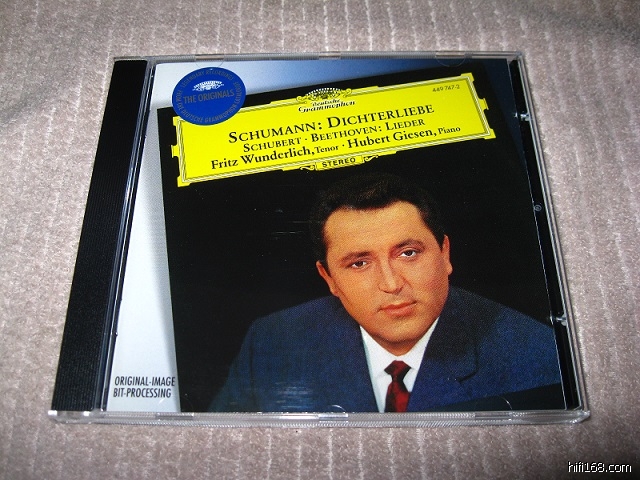 THE ORIGINALS
449 747-2
Deutsche
Grammophon
SCHUMANN: DICHTERLIEBE
SCHUBERT · BEETHOVEN: LIEDER
Fritz Wunderlich, Tenor · Hubert Giesen, Piano
STEREO
ORIGINAL-IMAGE
BIT-PROCESSING
hifi168.com